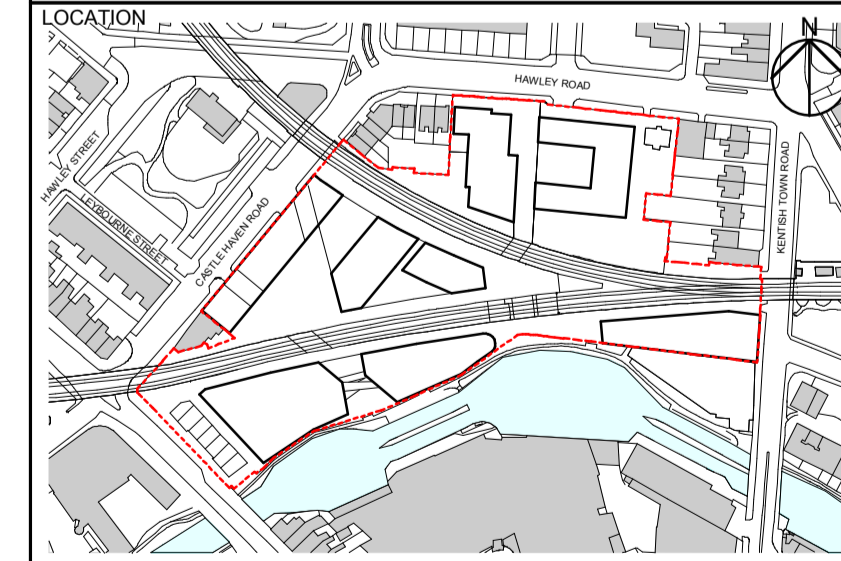 LOCATION
N
HAWLEY ROAD
HAWLEY STREET
LEYBOURNE STREET
CASTLE HAVEN ROAD
KENTISH TOWN ROAD